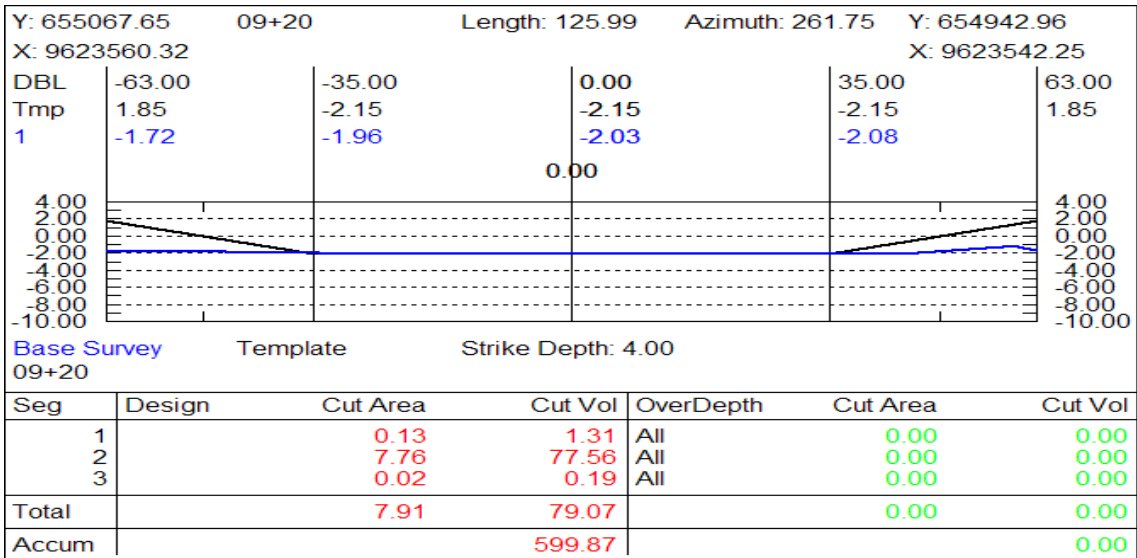 Y: 655067.65 09+20 Length: 125.99 Azimuth: 261.75 Y: 654942.96
X: 9623560.32 X: 9623542.25
DBL -63.00 -35.00 0.00 35.00 63.00
Tmp 1.85 -2.15 -2.15 -2.15 1.85
1 -1.72 -1.96 -2.03 -2.08
0.00
4.00 4.00
2.00 2.00
0.00 0.00
-2.00 -2.00
-4.00 -4.00
-6.00 -6.00
-8.00 -8.00
-10.00 -10.00
Base Survey Template Strike Depth: 4.00
09+20
Seg Design Cut Area Cut Vol OverDepth Cut Area Cut Vol
1 0.13 1.31 All 0.00 0.00
2 7.76 77.56 All 0.00 0.00
3 0.02 0.19 All 0.00 0.00
Total 7.91 79.07 0.00 0.00
Accum 599.87 0.00